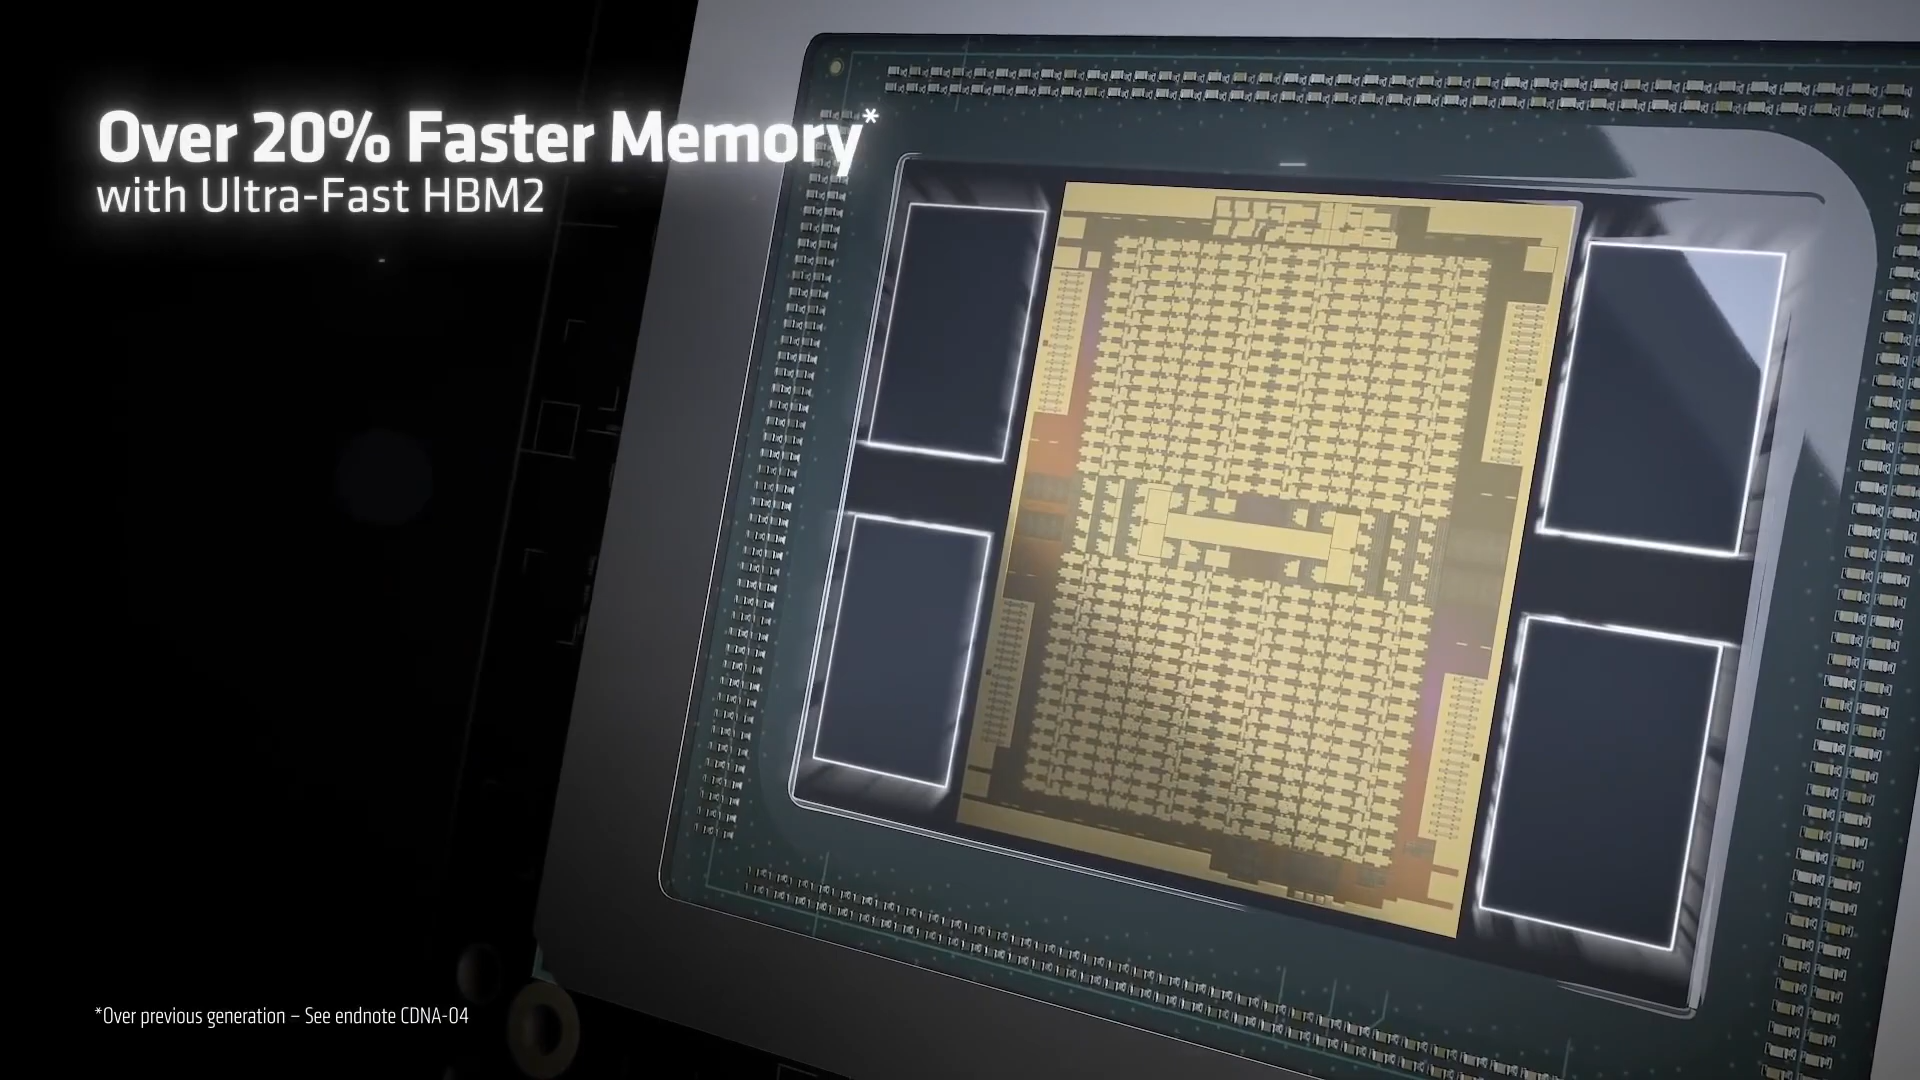 Over 20% Faster Memory*
with Ultra-Fast HBM2
*Over previous generation – See endnote CDNA-04